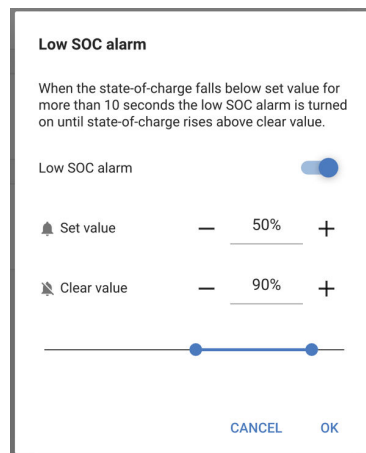 Low SOC alarm
When the state-of-charge falls below set value for
more than 10 seconds the low SOC alarm is turned
on until state-of-charge rises above clear value.
Low SOC alarm
Set value − 50% +
Clear value − 90% +
CANCEL OK